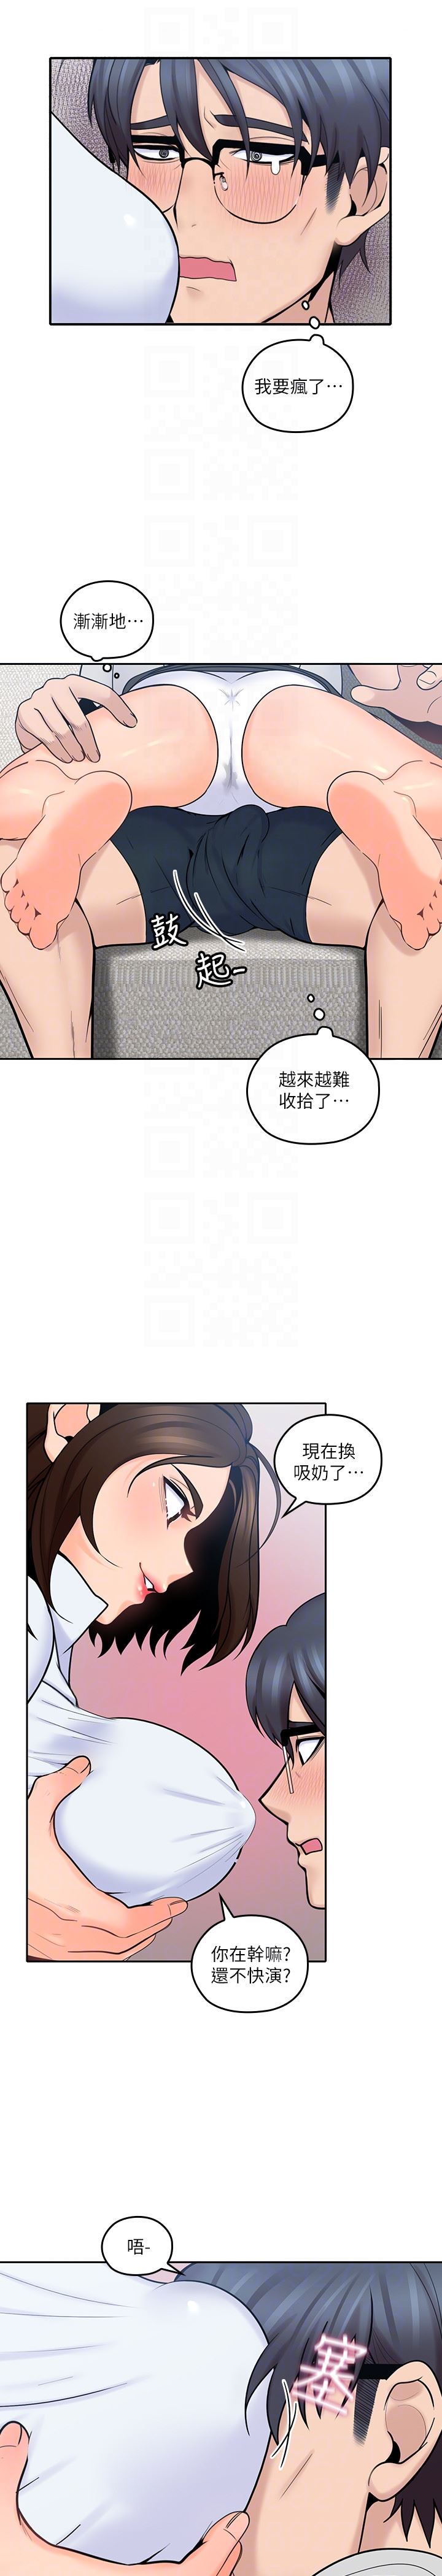 我要瘋了…
漸漸地…
鼓
起-
越來越難
收拾了…
現在換
吸奶了…
你在幹嘛?
還不快演?
唔-
塞